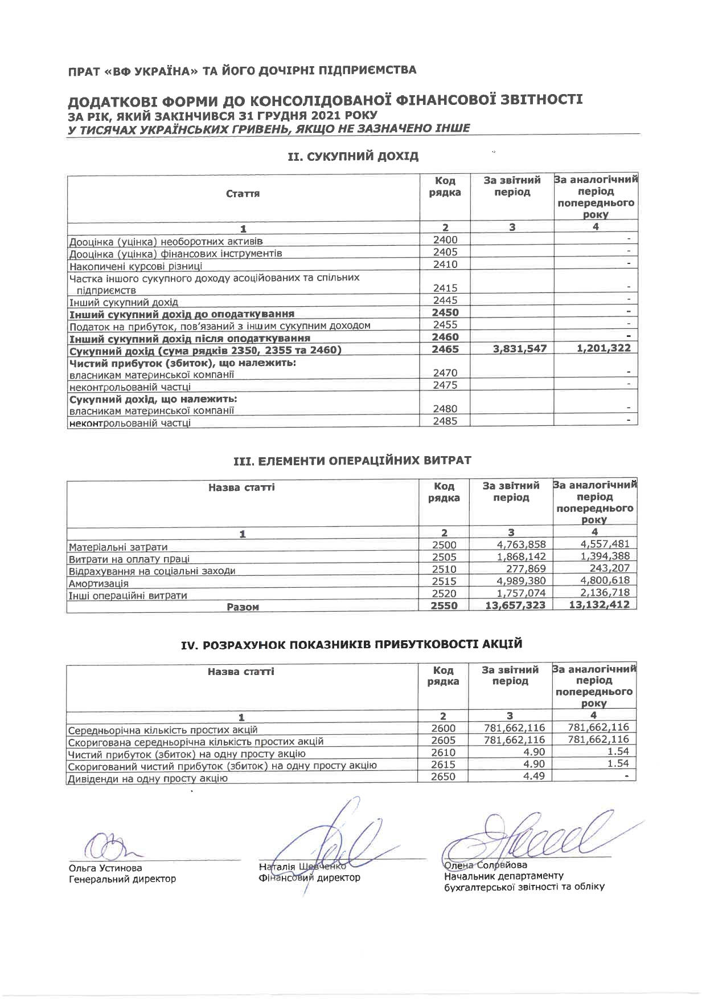 ПРАТ «ВФ УКРАЇНА» ТА ЙОГО ДОЧІРНІ ПІДПРИЄМСТВА
ДОДАТКОВІ ФОРМИ ДО КОНСОЛІДОВАНОЇ ФІНАНСОВОЇ ЗВІТНОСТІ
ЗА РІК, ЯКИЙ ЗАКІНЧИВСЯ 31 ГРУДНЯ 2021 РОКУ
У ТИСЯЧАХ УКРАЇНСЬКИХ ГРИВЕНЬ, ЯКЩО НЕ ЗАЗНАЧЕНО ІНШЕ
II. СУКУПНИЙ ДОХІД
Стаття Код рядка За звітний період За аналогічний період попереднього року
1 2 3 4
Дооцінка (уцінка) необоротних активів 2400 -
Дооцінка (уцінка) фінансових інструментів 2405 -
Накопичені курсові різниці 2410 -
Частка іншого сукупного доходу асоційованих та спільних
підприємств 2415 -
Інший сукупний дохід 2445 -
Інший сукупний дохід до оподаткування 2450 -
Податок на прибуток, пов’язаний з іншим сукупним доходом 2455 -
Інший сукупний дохід після оподаткування 2460 -
Сукупний дохід (сума рядків 2350, 2355 та 2460) 2465 3,831,547 1,201,322
Чистий прибуток (збиток), що належить:
власникам материнської компанії 2470 -
неконтрольованій частці 2475 -
Сукупний дохід, що належить:
власникам материнської компанії 2480 -
неконтрольованій частці 2485 -
III. ЕЛЕМЕНТИ ОПЕРАЦІЙНИХ ВИТРАТ
Назва статті Код рядка За звітний період За аналогічний період попереднього року
1 2 3 4
Матеріальні затрати 2500 4,763,858 4,557,481
Витрати на оплату праці 2505 1,868,142 1,394,388
Відрахування на соціальні заходи 2510 277,869 243,207
Амортизація 2515 4,989,380 4,800,618
Інші операційні витрати 2520 1,757,074 2,136,718
Разом 2550 13,657,323 13,132,412
IV. РОЗРАХУНОК ПОКАЗНИКІВ ПРИБУТКОВОСТІ АКЦІЙ
Назва статті Код рядка За звітний період За аналогічний період попереднього року
1 2 3 4
Середньорічна кількість простих акцій 2600 781,662,116 781,662,116
Скоригована середньорічна кількість простих акцій 2605 781,662,116 781,662,116
Чистий прибуток (збиток) на одну просту акцію 2610 4.90 1.54
Скоригований чистий прибуток (збиток) на одну просту акцію 2615 4.90 1.54
Дивіденди на одну просту акцію 2650 4.49 -
Ольга Устинова
Генеральний директор
Наталія Шевченко
Фінансовий директор
Олена Соловйова
Начальник департаменту
бухгалтерської звітності та обліку